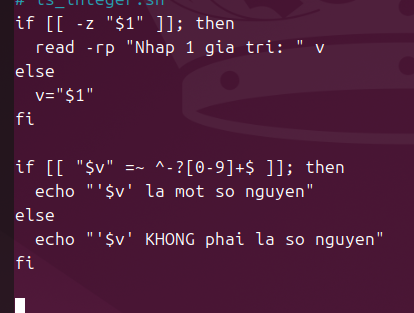 # is_integer.sh
if [[ -z "$1" ]]; then
  read -rp "Nhap 1 gia tri: " v
else
  v="$1"
fi

if [[ "$v" =~ ^-?[0-9]+$ ]]; then
  echo "'$v' la mot so nguyen"
else
  echo "'$v' KHONG phai la so nguyen"
fi